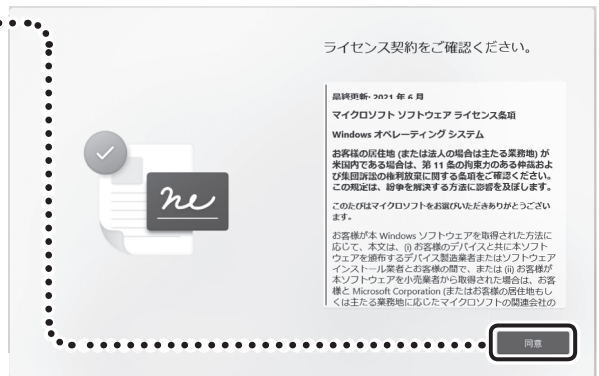 ライセンス契約をご確認ください。
最終更新: 2021 年 6 月
マイクロソフト ソフトウェア ライセンス条項
Windows オペレーティング システム
お客様の居住地 (または法人の場合は主たる業務地) が
米国内である場合は、第 11 条の拘束力のある仲裁およ
び集団訴訟の権利放棄に関する条項をご確認ください。
この規定は、紛争を解決する方法に影響を及ぼします。
このたびはマイクロソフトをお選びいただきありがとうござい
ます。
お客様が本 Windows ソフトウェアを取得された方法に
応じて、本文は、(i) お客様のデバイスと共に本ソフト
ウェアを頒布するデバイス製造業者またはソフトウェア
インストール業者とお客様の間で、または (ii) お客様が
本ソフトウェアを小売業者から取得された場合は、お客
様と Microsoft Corporation (またはお客様の居住地もし
くは主たる業務地に応じたマイクロソフトの関連会社の
同意